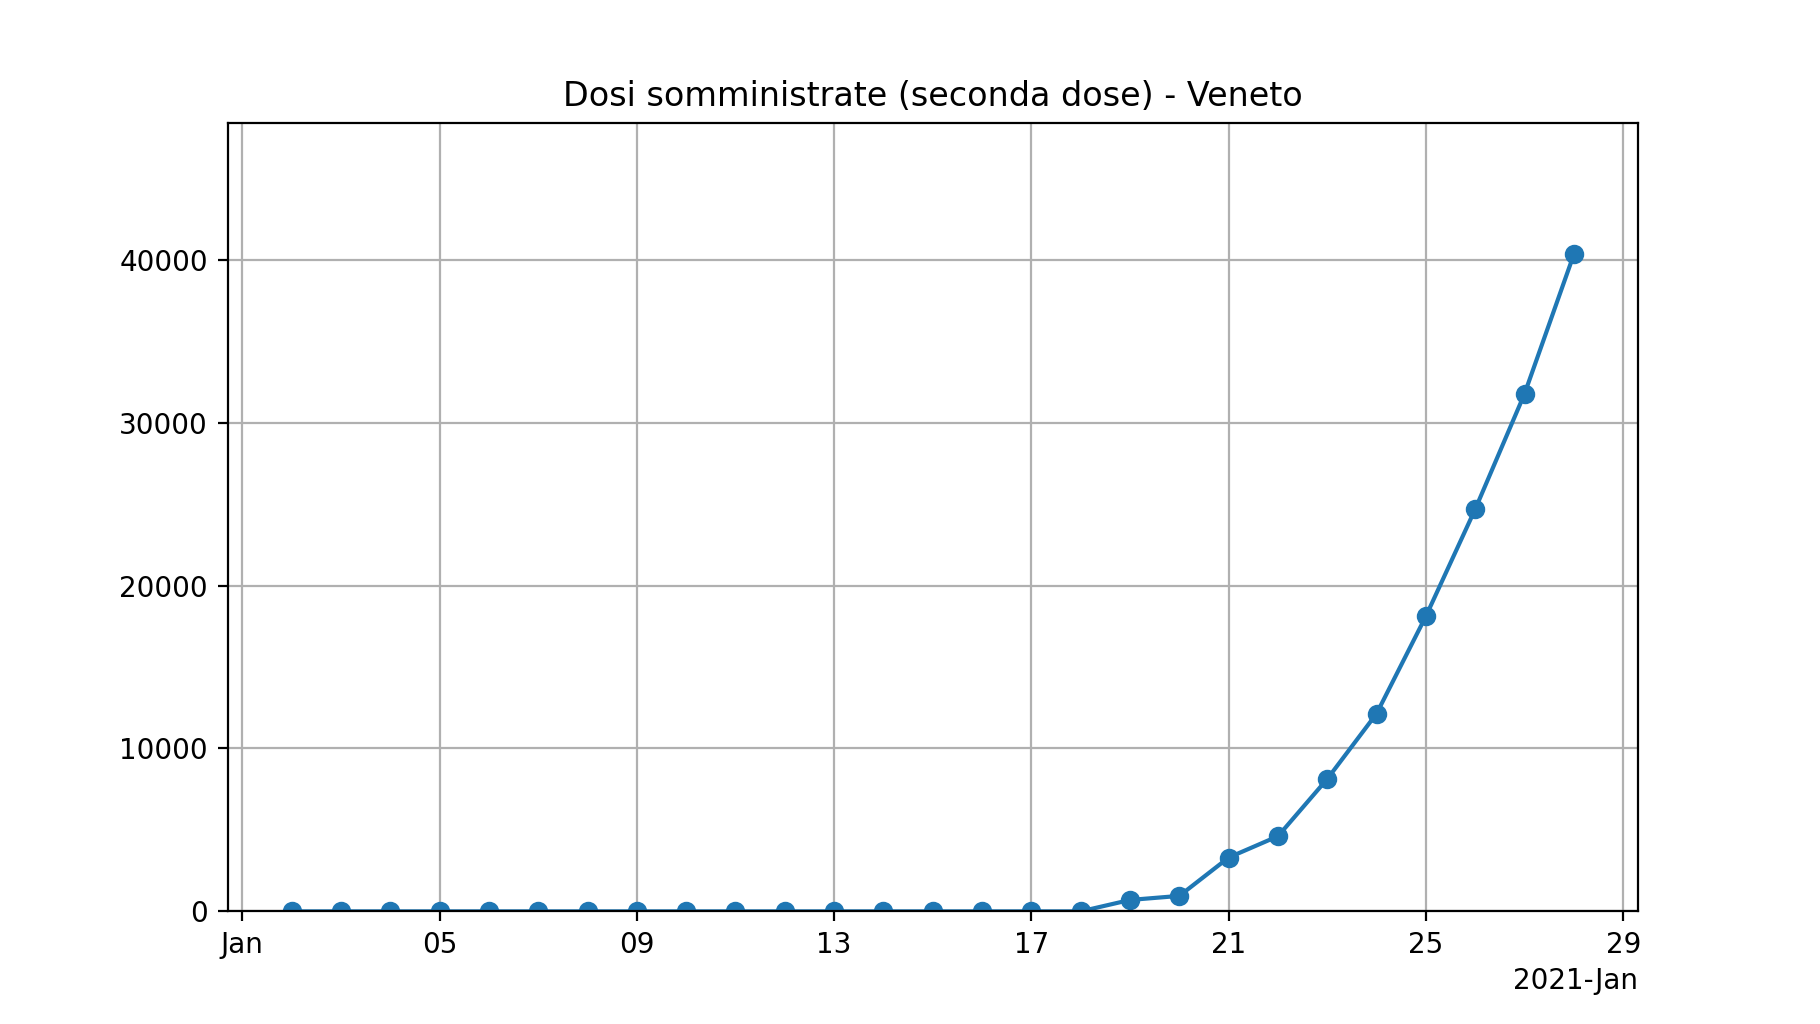 Dosi somministrate (seconda dose) - Veneto
40000
30000
20000
10000
0
Jan 05 09 13 17 21 25 29
2021-Jan